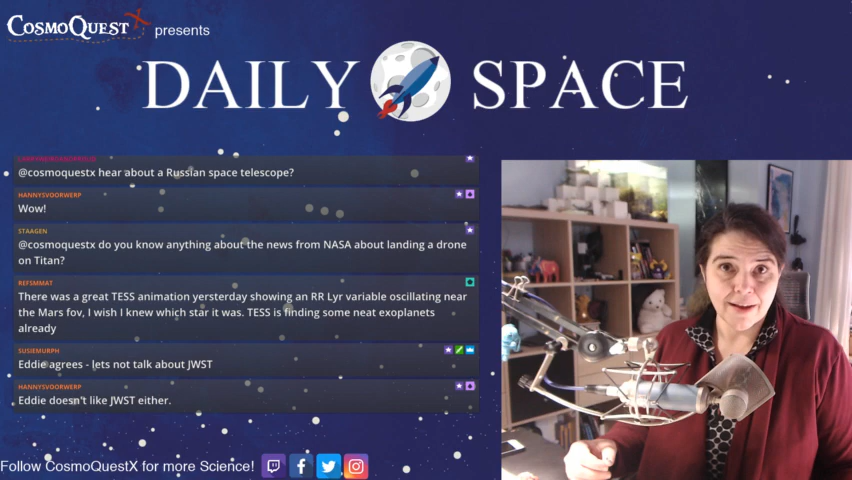 COSMOQUEST X presents
DAILY SPACE
@cosmoquestx hear about a Russian space telescope?
HANNYSVOORWERP
Wow!
STAAGEN
@cosmoquestx do you know anything about the news from NASA about landing a drone
on Titan?
REFSMMAT
There was a great TESS animation yersterday showing an RR Lyr variable oscillating near
the Mars fov, I wish I knew which star it was. TESS is finding some neat exoplanets
already
SUSIEMURPH
Eddie agrees - lets not talk about JWST
HANNYSVOORWERP
Eddie doesn't like JWST either.
Follow CosmoQuestX for more Science!